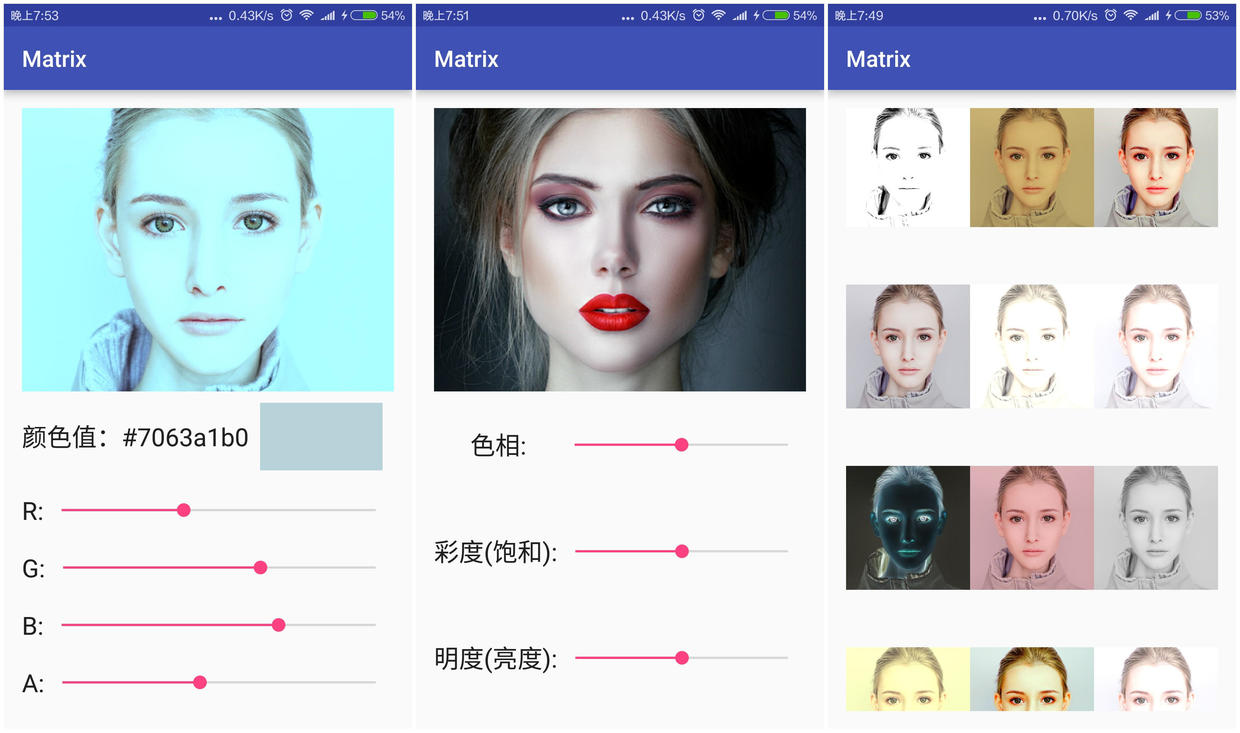 晚上7:53
... 0.43K/s
54%
Matrix
颜色值：#7063a1b0
R:
G:
B:
A:
晚上7:51
... 0.43K/s
54%
Matrix
色相:
彩度(饱和):
明度(亮度):
晚上7:49
... 0.70K/s
53%
Matrix